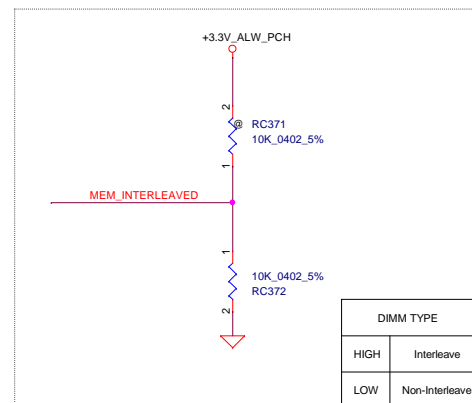 +3.3V_ALW_PCH
2
@ RC371
10K_0402_5%
1
MEM_INTERLEAVED
1
10K_0402_5%
RC372
2
DIMM TYPE
HIGH Interleave
LOW Non-Interleave